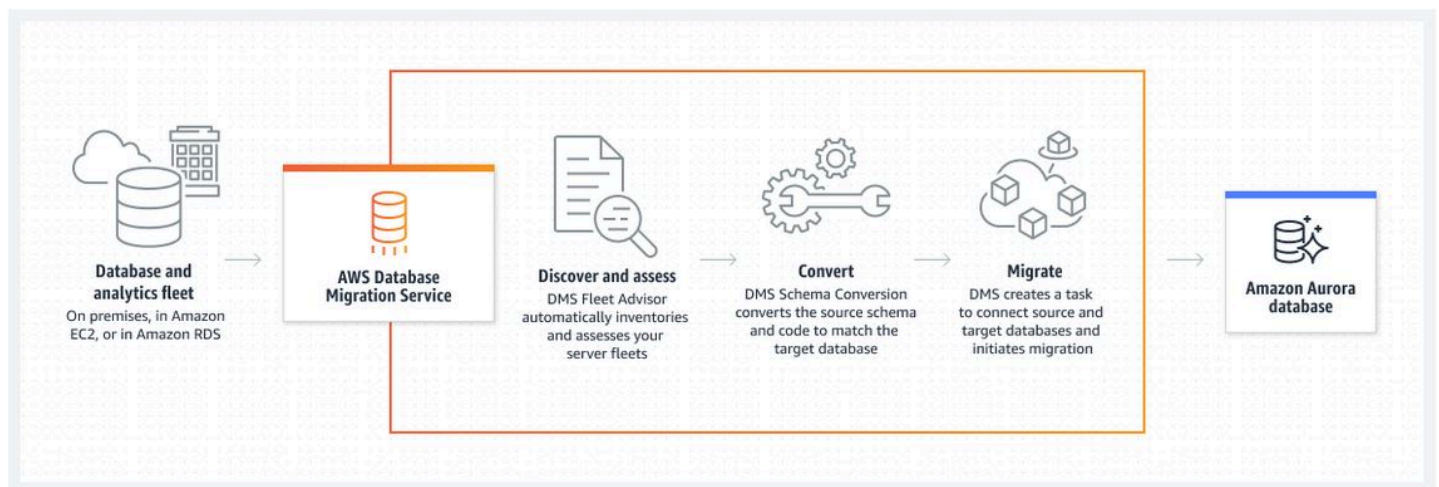 Database and
analytics fleet
On premises, in Amazon
EC2, or in Amazon RDS
AWS Database
Migration Service
Discover and assess
DMS Fleet Advisor
automatically inventories
and assesses your
server fleets
Convert
DMS Schema Conversion
converts the source schema
and code to match the
target database
Migrate
DMS creates a task
to connect source and
target databases and
initiates migration
Amazon Aurora
database